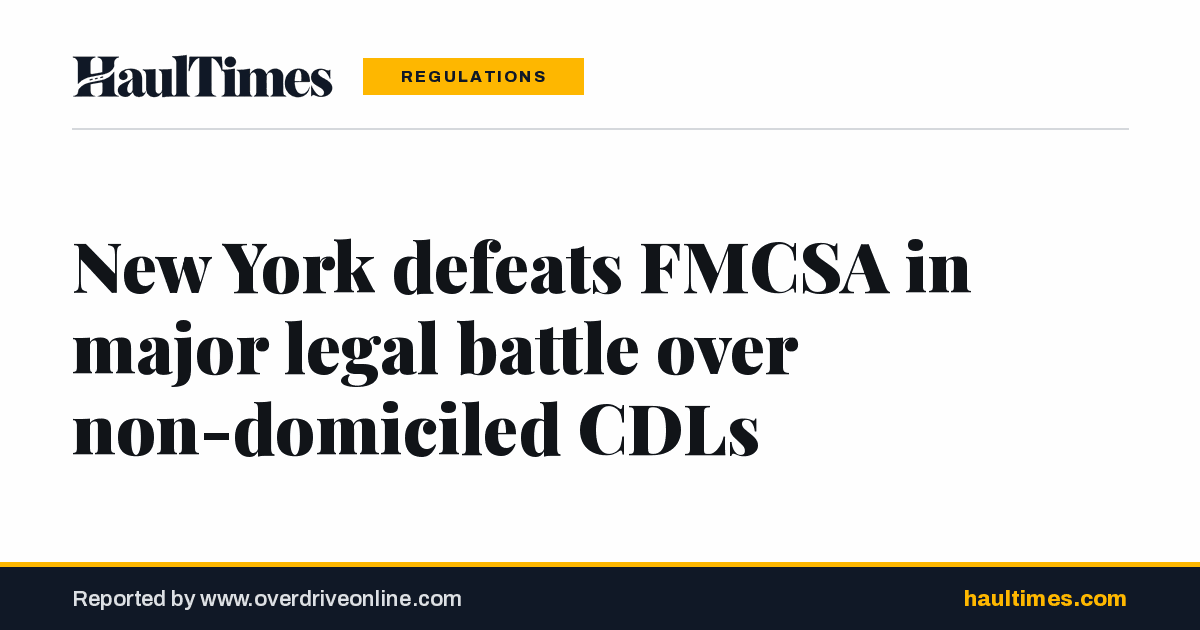 HaulTimes
REGULATIONS
New York defeats FMCSA in
major legal battle over
non-domiciled CDLs
Reported by www.overdriveonline.com
haultimes.com